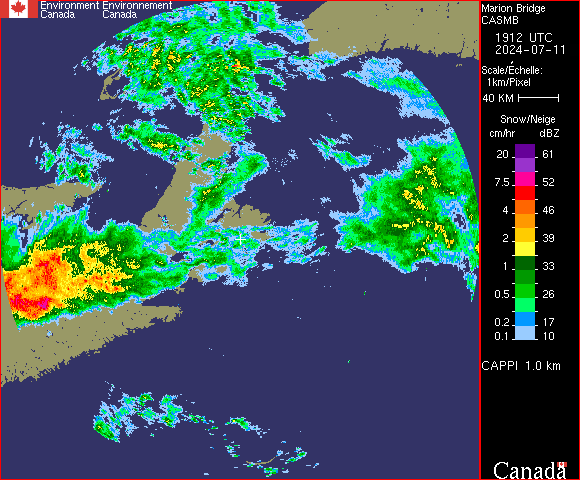 Environment Environnement
Canada Canada
Marion Bridge
CASMB
1912 UTC
2024-07-11
Scale/Échelle:
1km/Pixel
40 KM
Snow/Neige
cm/hr dBZ
20 61
7.5 52
4 46
2 39
1 33
0.5 26
0.2 17
0.1 10
CAPPI 1.0 km
Canada